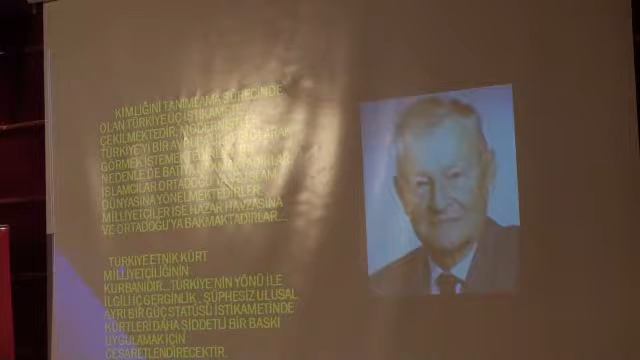 KİMLİĞİNİ TANIMLAMA SÜRECİNDE
OLAN TÜRKİYE ÜÇ İSTİKAMETE
ÇEKİLMEKTEDİR. MODERNİSTLER
TÜRKİYE'Yİ BİR OLARAK
GÖRMEK
NEDENLE DE
İSLAMCILAR ORTADOĞU İSLAM
DÜNYASINA YÖNELMEKTEDİRLER.
MİLLİYETÇİLER İSE HAZAR HAVZASINA
VE ORTADOĞU'YA BAKMAKTADIRLAR...
TÜRKİYE ETNİK KÜRT
MİLLİYETÇİLİĞİNİN
KURBANIDIR... TÜRKİYE'NİN YÖNÜ İLE
İLGİLİ İÇ GERGİNLİK , ŞÜPHESİZ ULUSAL
AYRI BİR GÜÇ STATÜSÜ İSTİKAMETİNDE
KÜRTLERİ DAHA ŞİDDETLİ BİR BASKI
UYGULAMAK İÇİN
CESARETLENDİRECEKTİR.